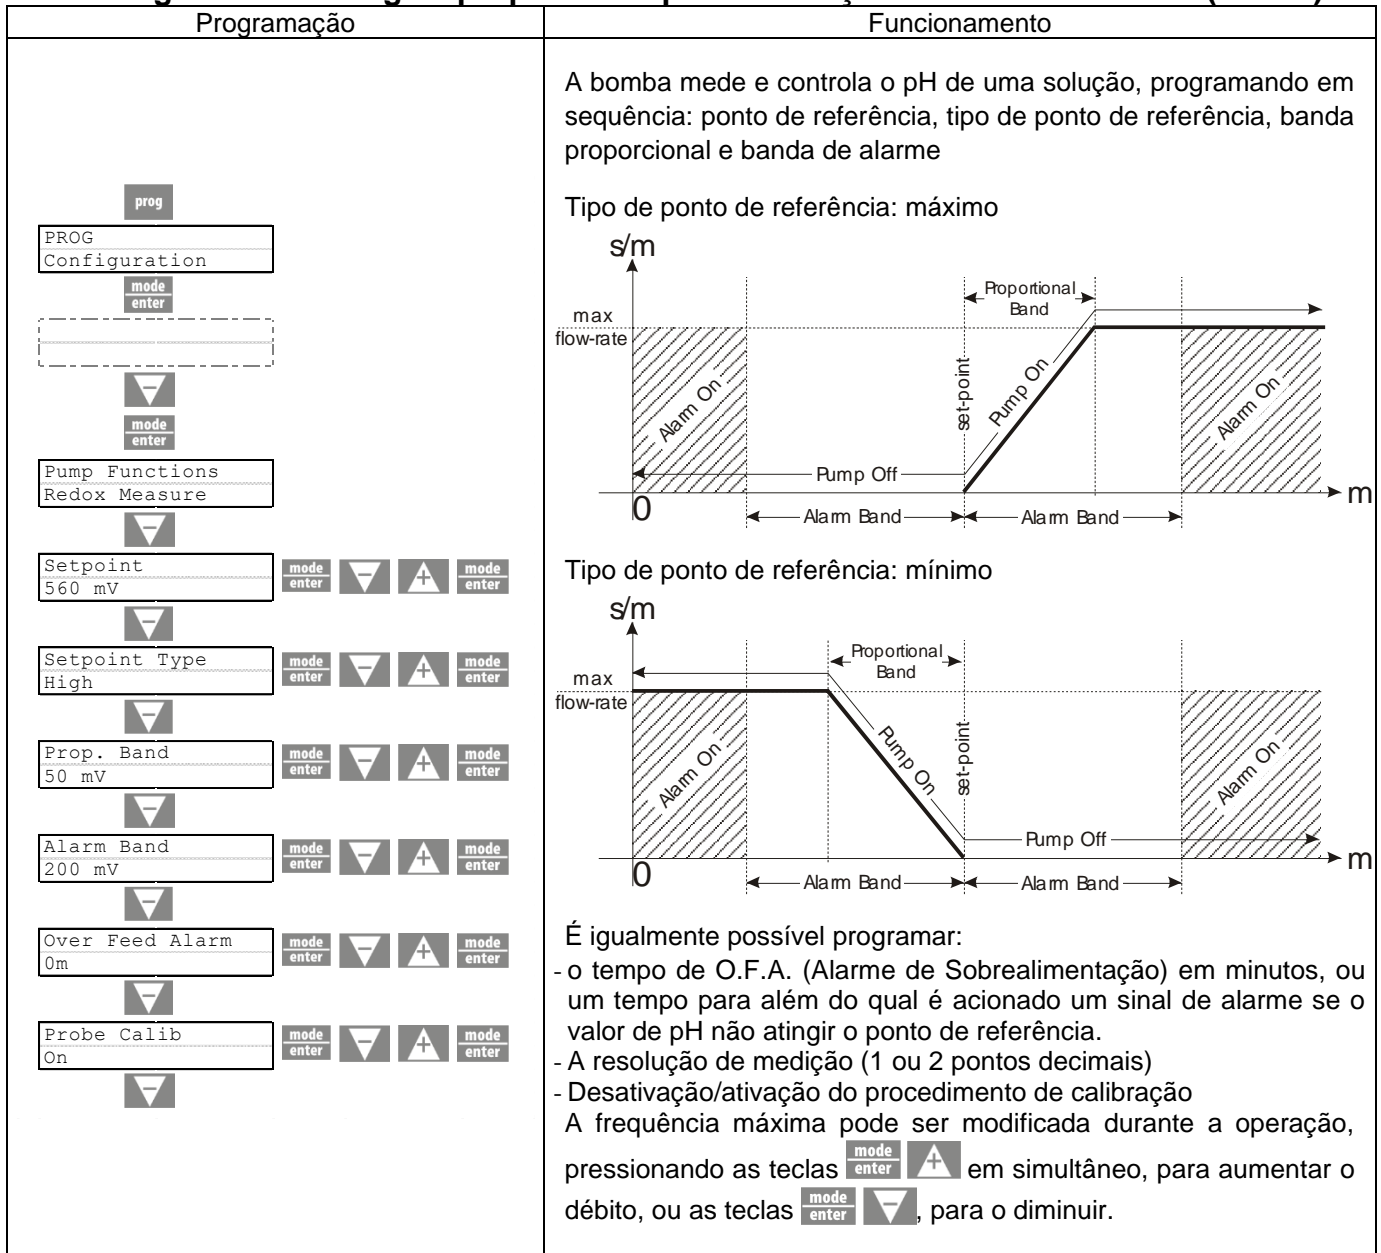 Programação
Funcionamento
prog
PROG
Configuration
mode
enter
mode
enter
Pump Functions
Redox Measure
Setpoint
560 mV
mode
enter
mode
enter
Setpoint Type
High
mode
enter
mode
enter
Prop. Band
50 mV
mode
enter
mode
enter
Alarm Band
200 mV
mode
enter
mode
enter
Over Feed Alarm
0m
mode
enter
mode
enter
Probe Calib
On
mode
enter
mode
enter
A bomba mede e controla o pH de uma solução, programando em
sequência: ponto de referência, tipo de ponto de referência, banda
proporcional e banda de alarme
Tipo de ponto de referência: máximo
s/m
Proportional
Band
max
flow-rate
Alarm On
set-point
Pump On
Alarm On
Pump Off
0
m
Alarm Band
Alarm Band
Tipo de ponto de referência: mínimo
s/m
Proportional
Band
max
flow-rate
Alarm On
Pump On
set-point
Alarm On
Pump Off
0
m
Alarm Band
Alarm Band
É igualmente possível programar:
- o tempo de O.F.A. (Alarme de Sobrealimentação) em minutos, ou
um tempo para além do qual é acionado um sinal de alarme se o
valor de pH não atingir o ponto de referência.
- A resolução de medição (1 ou 2 pontos decimais)
- Desativação/ativação do procedimento de calibração
A frequência máxima pode ser modificada durante a operação,
pressionando as teclas mode enter + em simultâneo, para aumentar o
débito, ou as teclas mode enter −, para o diminuir.